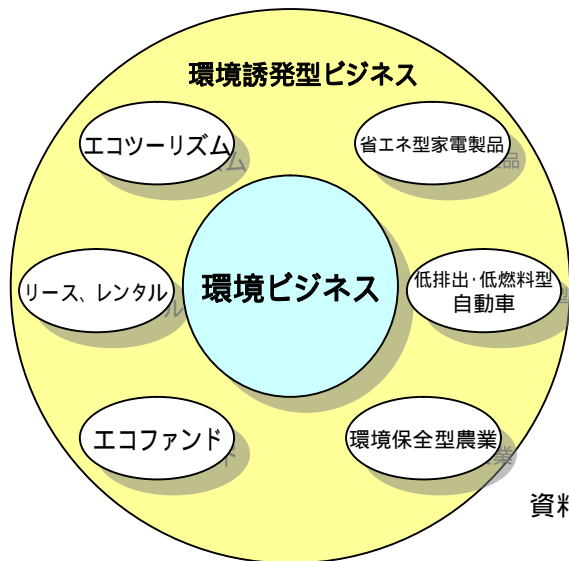 環境誘発型ビジネス
エコツーリズム
省エネ型家電製品
リース、レンタル
環境ビジネス
低排出・低燃料型
自動車
エコファンド
環境保全型農業
資料